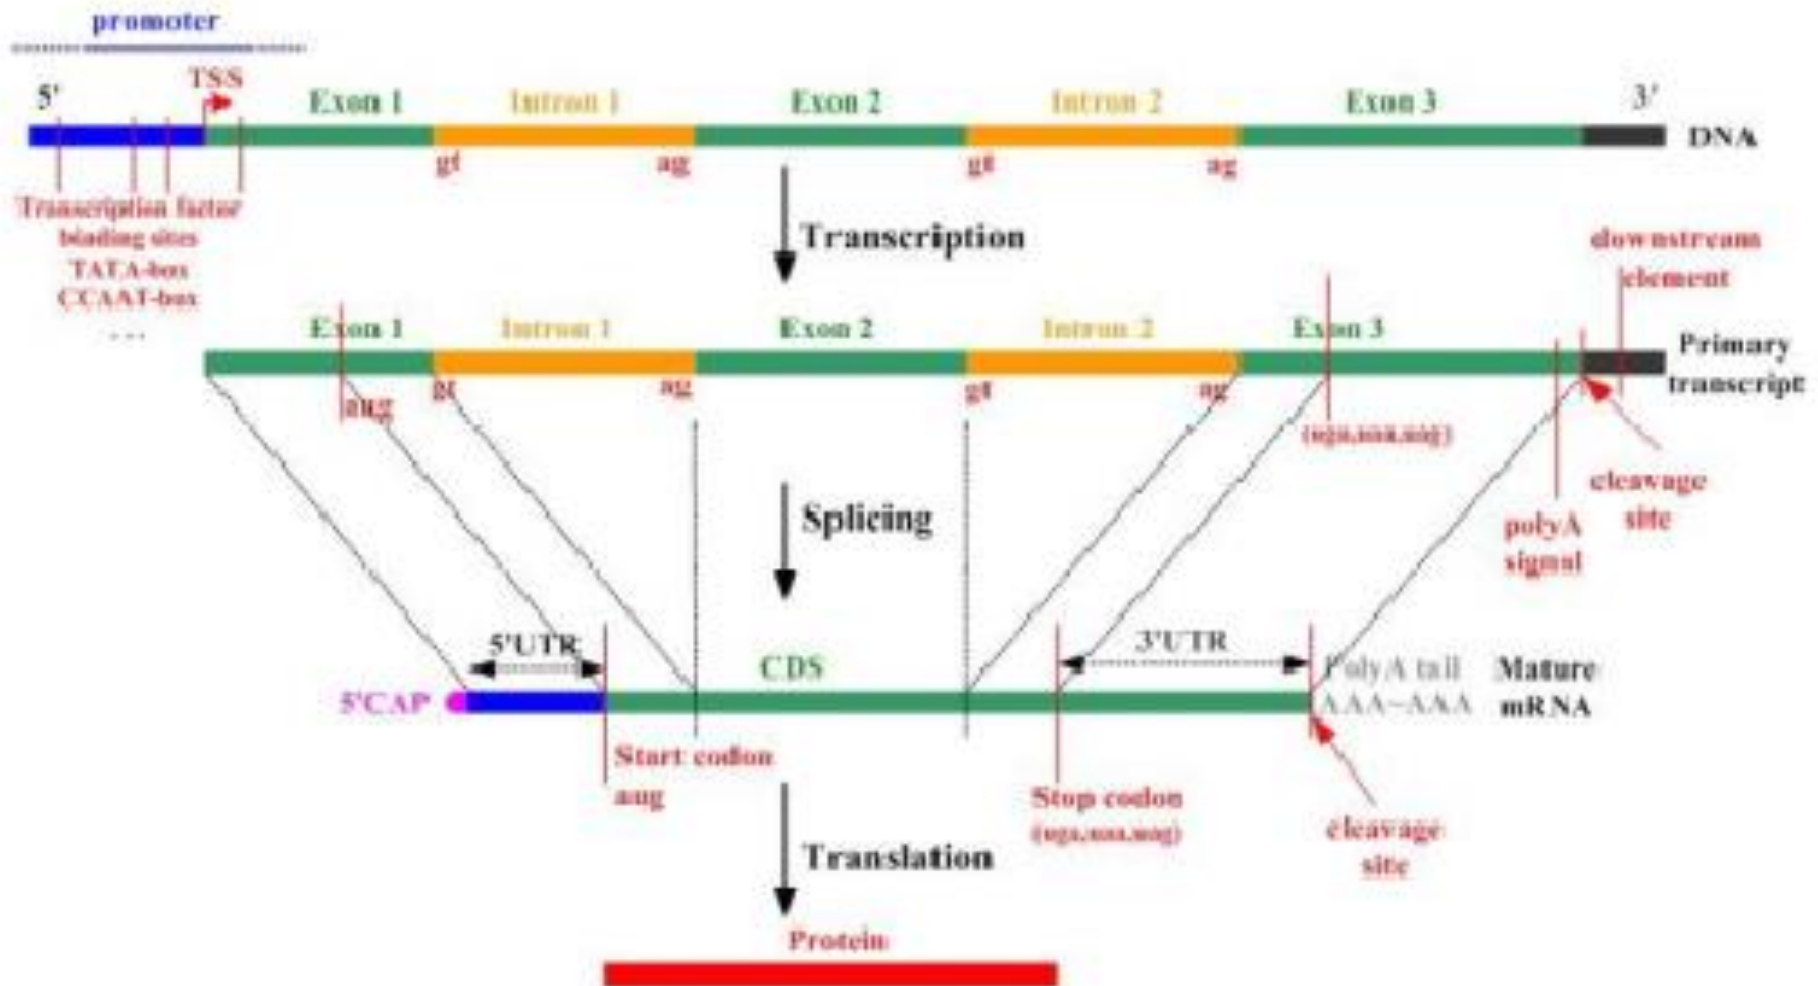 promoter
TSS
5'
Exon 1
Intron 1
Exon 2
Intron 2
Exon 3
3'
DNA
gt
ag
gt
ag
Transcription factor
binding sites
TATA-box
CCAAT-box
...
Transcription
downstream
element
Exon 1
Intron 1
Exon 2
Intron 2
Exon 3
Primary
transcript
aug
gt
ag
gt
ag
(uga,uaa,uag)
cleavage
site
polyA
signal
Splicing
5'UTR
CDS
3'UTR
PolyA tail
AAA~AAA
Mature
mRNA
5'CAP
Start codon
aug
Stop codon
(uga,uaa,uag)
cleavage
site
Translation
Protein